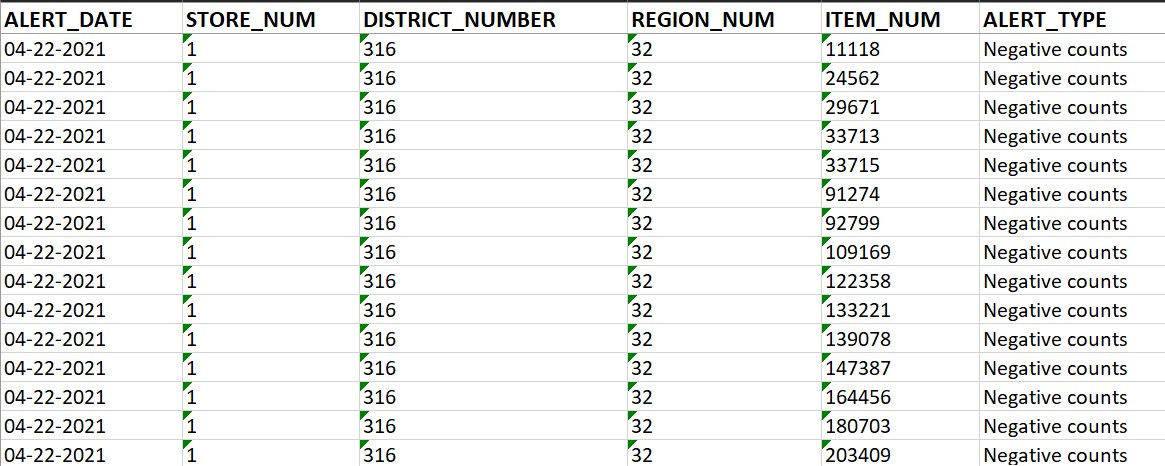 ALERT_DATE STORE_NUM DISTRICT_NUMBER REGION_NUM ITEM_NUM ALERT_TYPE
04-22-2021 1 316 32 11118 Negative counts
04-22-2021 1 316 32 24562 Negative counts
04-22-2021 1 316 32 29671 Negative counts
04-22-2021 1 316 32 33713 Negative counts
04-22-2021 1 316 32 33715 Negative counts
04-22-2021 1 316 32 91274 Negative counts
04-22-2021 1 316 32 92799 Negative counts
04-22-2021 1 316 32 109169 Negative counts
04-22-2021 1 316 32 122358 Negative counts
04-22-2021 1 316 32 133221 Negative counts
04-22-2021 1 316 32 139078 Negative counts
04-22-2021 1 316 32 147387 Negative counts
04-22-2021 1 316 32 164456 Negative counts
04-22-2021 1 316 32 180703 Negative counts
04-22-2021 1 316 32 203409 Negative counts